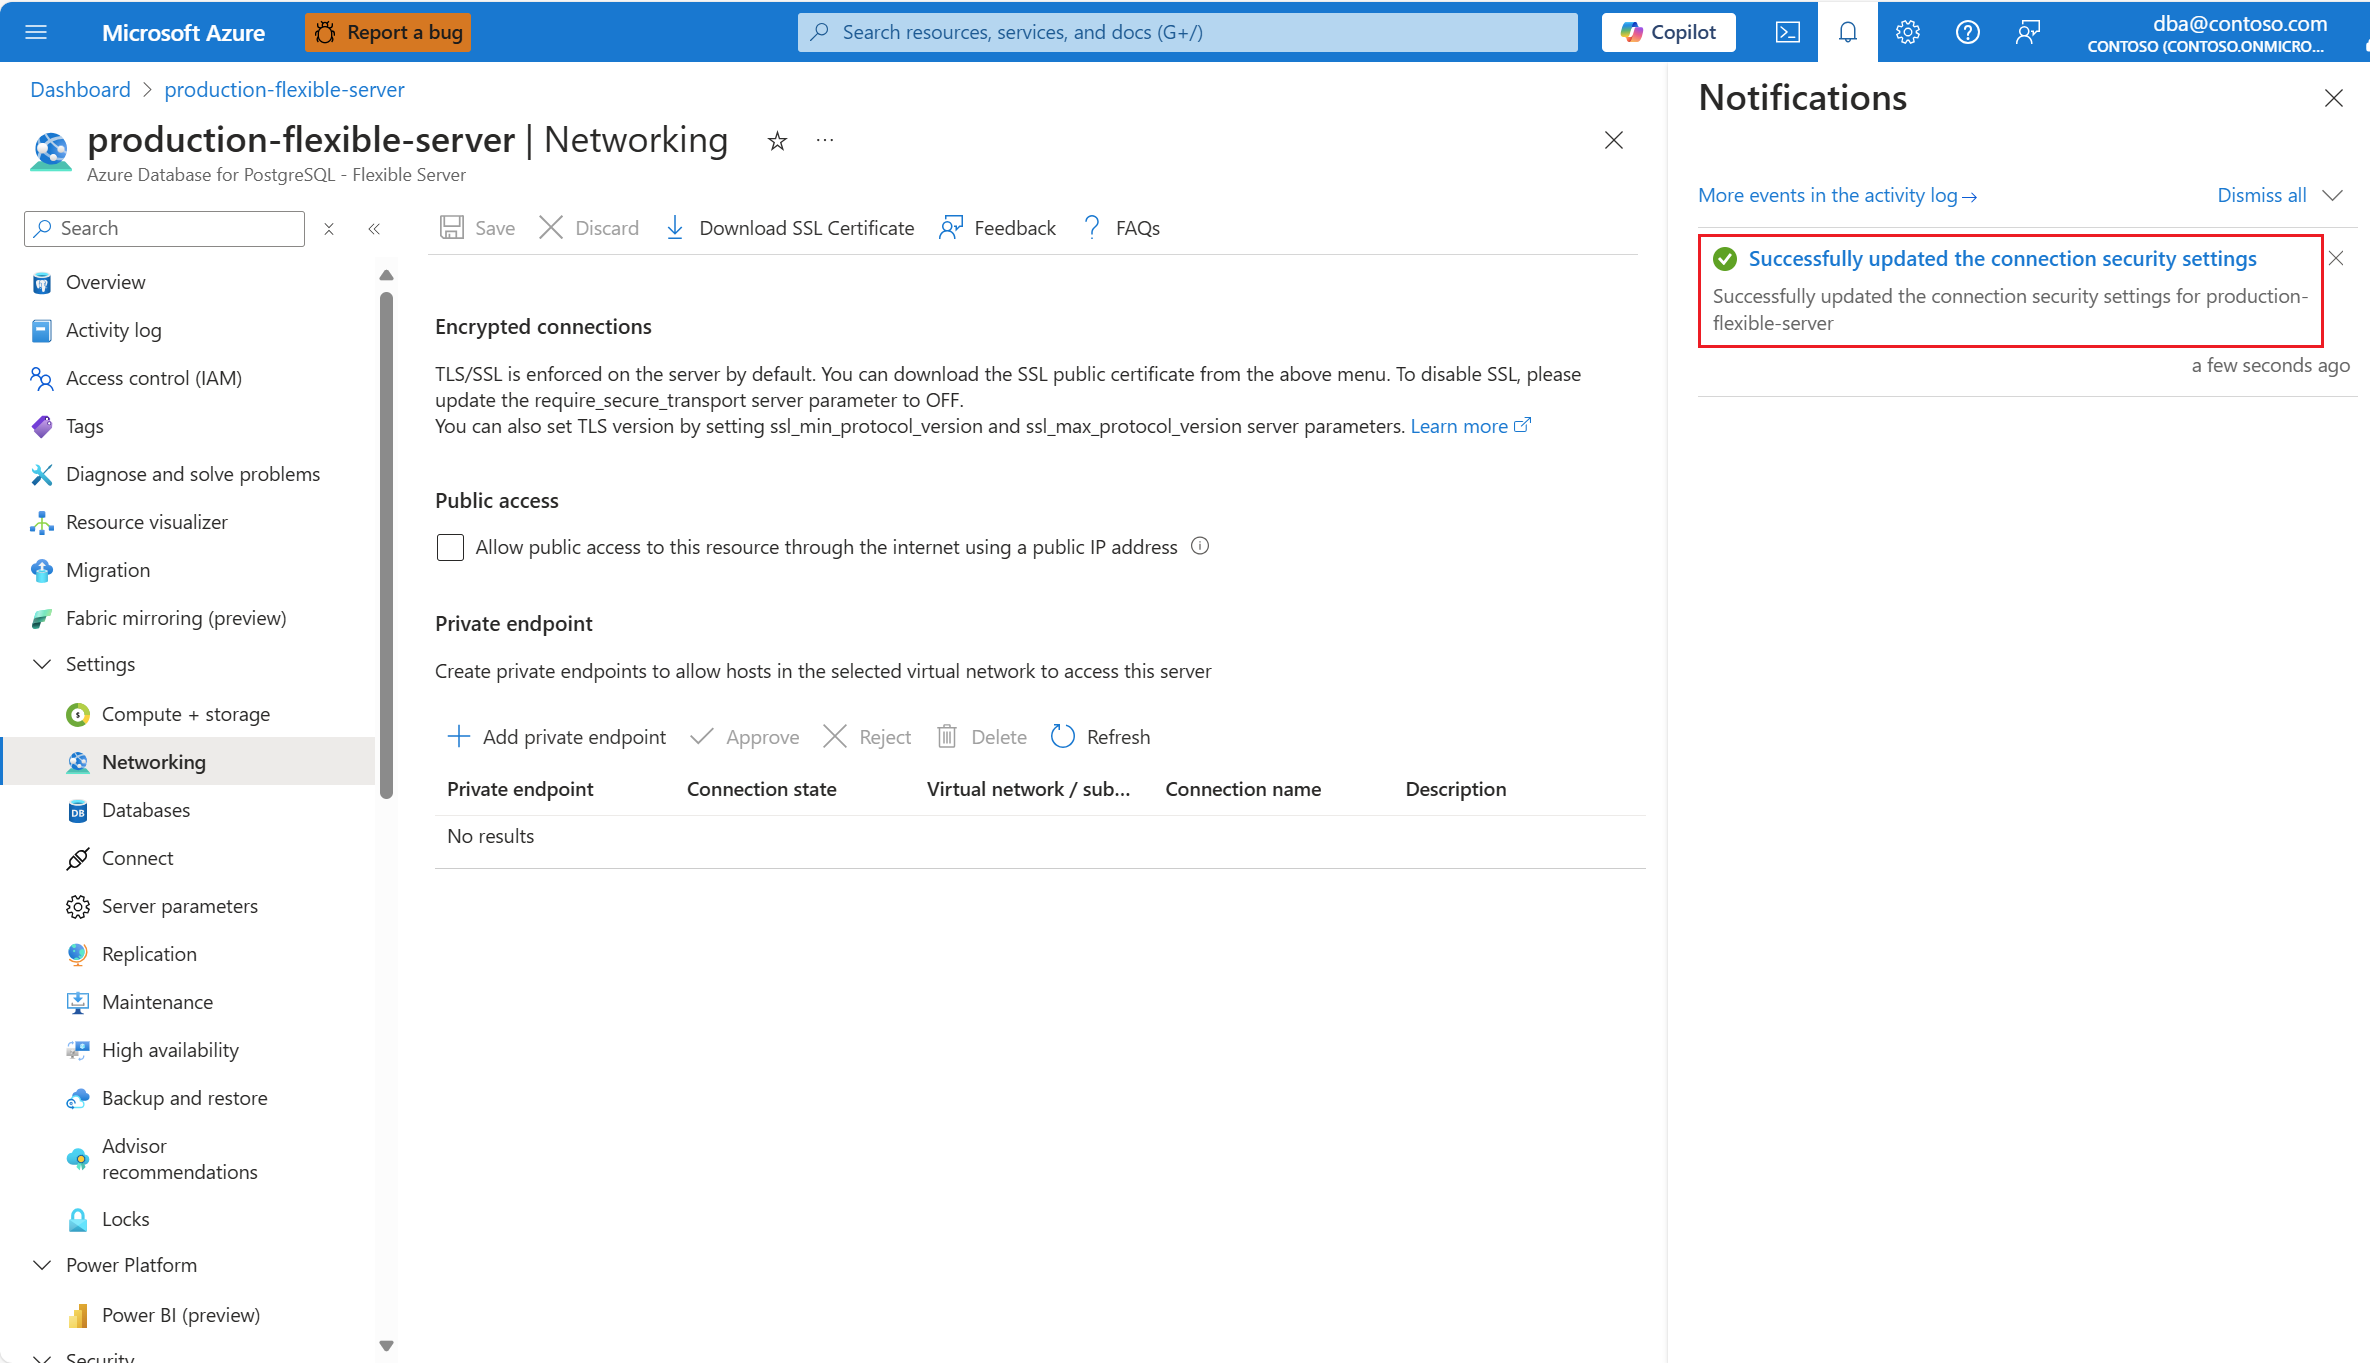 Microsoft Azure
Report a bug
Search resources, services, and docs (G+/)
Copilot
dba@contoso.com
CONTOSO (CONTOSO.ONMICRO...
Dashboard > production-flexible-server
production-flexible-server | Networking
Azure Database for PostgreSQL - Flexible Server
Search
Overview
Activity log
Access control (IAM)
Tags
Diagnose and solve problems
Resource visualizer
Migration
Fabric mirroring (preview)
Settings
Compute + storage
Networking
Databases
Connect
Server parameters
Replication
Maintenance
High availability
Backup and restore
Advisor
recommendations
Locks
Power Platform
Power BI (preview)
Security
Save
Discard
Download SSL Certificate
Feedback
FAQs
Encrypted connections
TLS/SSL is enforced on the server by default. You can download the SSL public certificate from the above menu. To disable SSL, please
update the require_secure_transport server parameter to OFF.
You can also set TLS version by setting ssl_min_protocol_version and ssl_max_protocol_version server parameters. Learn more
Public access
Allow public access to this resource through the internet using a public IP address
Private endpoint
Create private endpoints to allow hosts in the selected virtual network to access this server
Add private endpoint
Approve
Reject
Delete
Refresh
Private endpoint
Connection state
Virtual network / sub...
Connection name
Description
No results
Notifications
More events in the activity log →
Dismiss all
Successfully updated the connection security settings
Successfully updated the connection security settings for production-
flexible-server
a few seconds ago